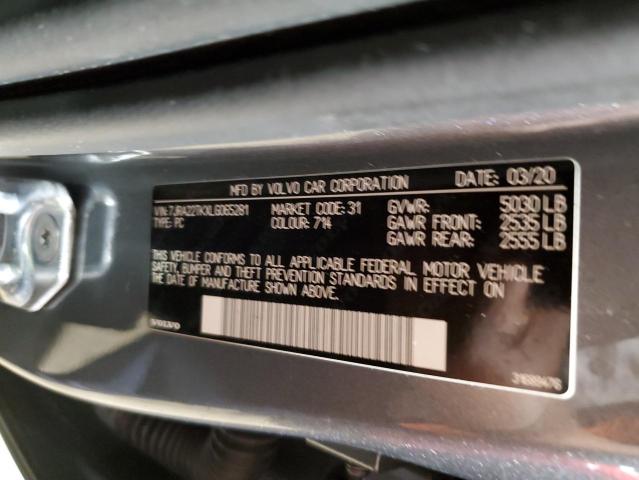 MFD BY VOLVO CAR CORPORATION DATE: 03/20
VIN: 7JRA22TKXLG065281 MARKET CODE: 31 GVWR: 5030 LB
TYPE: PC COLOUR: 714 GAWR FRONT: 2535 LB
GAWR REAR: 2555 LB
THIS VEHICLE CONFORMS TO ALL APPLICABLE FEDERAL MOTOR VEHICLE
SAFETY, BUMPER AND THEFT PREVENTION STANDARDS IN EFFECT ON
THE DATE OF MANUFACTURE SHOWN ABOVE.
VOLVO